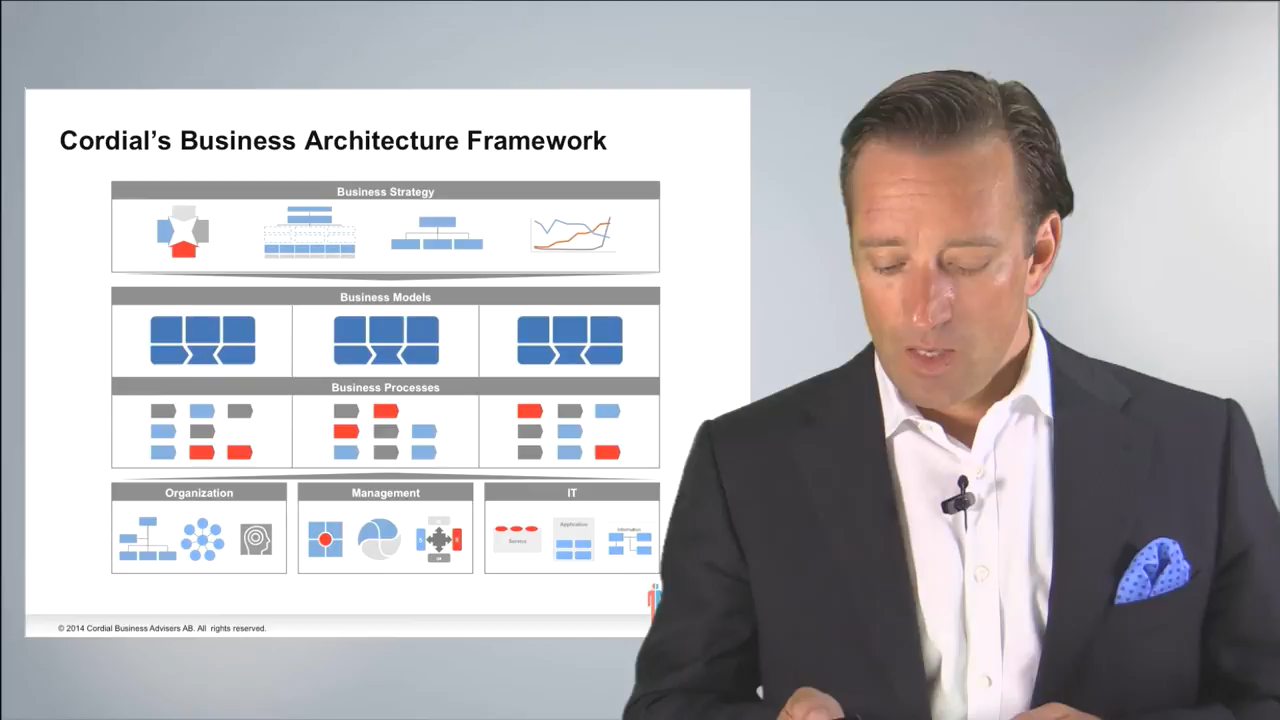 Cordial's Business Architecture Framework
Business Strategy
Business Models
Business Processes
Organization
Management
IT
Service
Application
Information
© 2014 Cordial Business Advisers AB. All rights reserved.